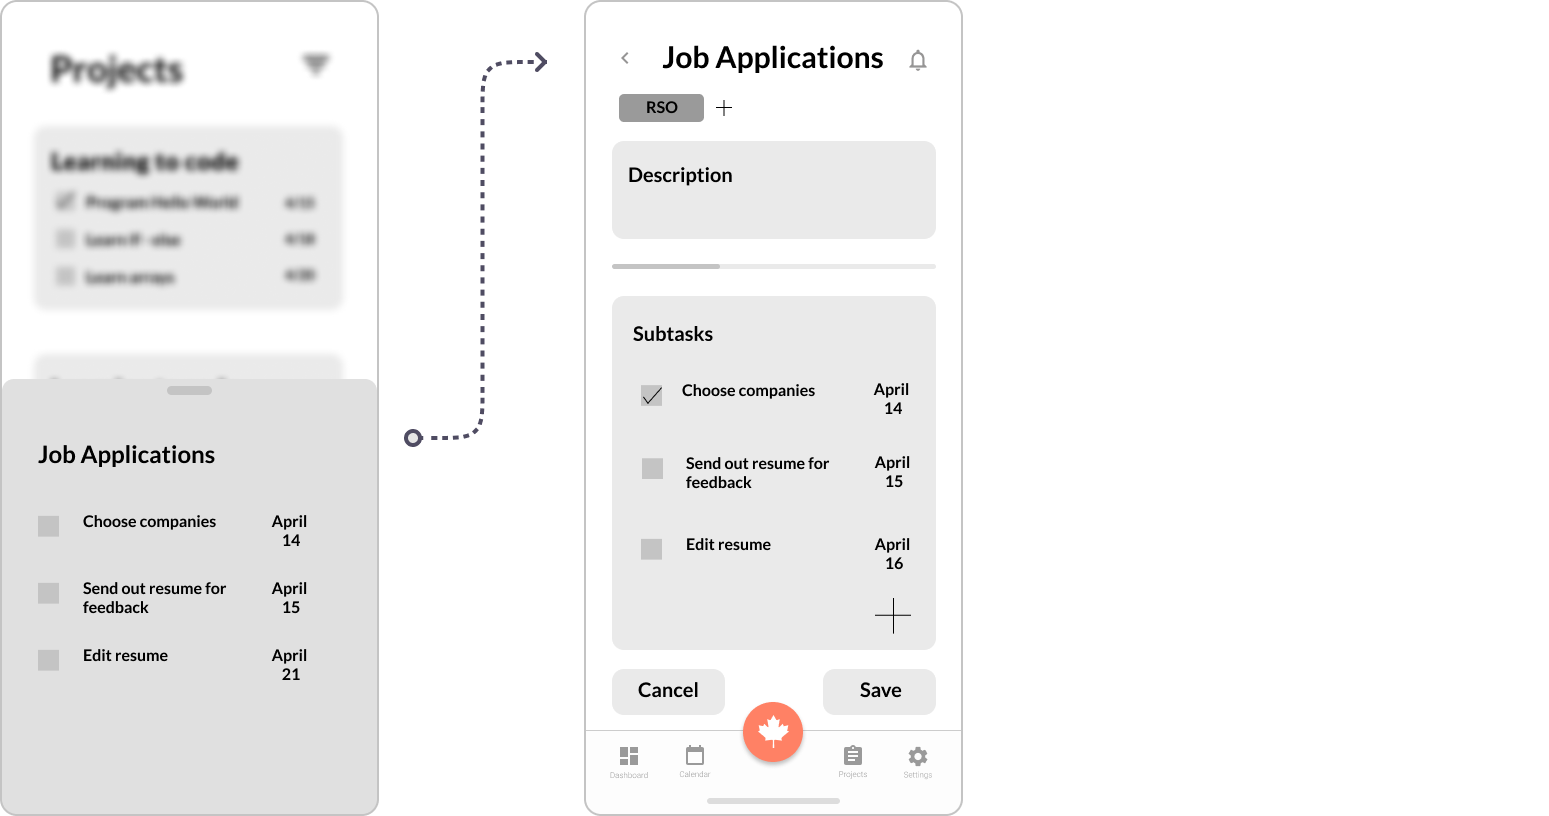 Projects
Learning to code
Program Hello World 4/15
Learn if - else 4/18
Learn arrays 4/20
Job Applications
Choose companies April
14
Send out resume for April
feedback 15
Edit resume April
21
Job Applications
RSO
Description
Subtasks
Choose companies April
14
Send out resume for April
feedback 15
Edit resume April
16
Cancel Save
Dashboard Calendar Projects Settings